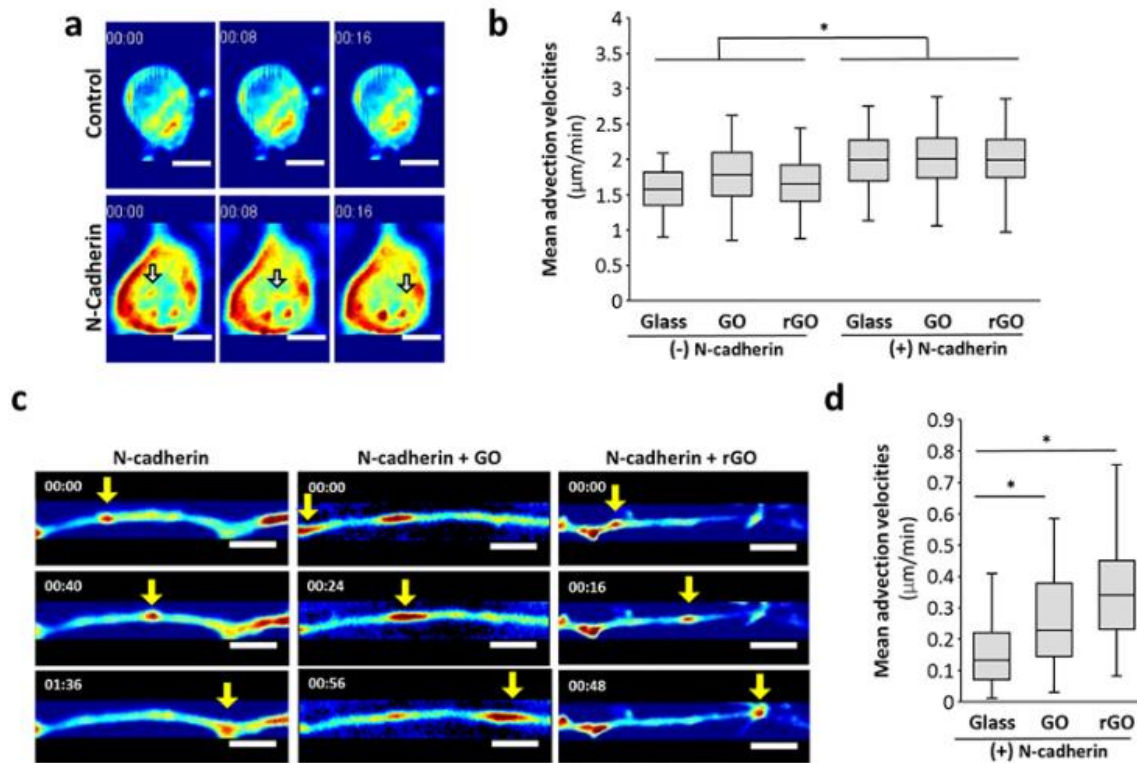 a
Control
00:00
00:08
00:16
N-Cadherin
00:00
00:08
00:16
b
Mean advection velocities
(μm/min)
4
3.5
3
2.5
2
1.5
1
0.5
0
*
Glass GO rGO Glass GO rGO
(-) N-cadherin (+) N-cadherin
c
N-cadherin N-cadherin + GO N-cadherin + rGO
00:00 00:00 00:00
00:40 00:24 00:16
01:36 00:56 00:48
d
Mean advection velocities
(μm/min)
0.9
0.8
0.7
0.6
0.5
0.4
0.3
0.2
0.1
0
*
*
Glass GO rGO
(+) N-cadherin